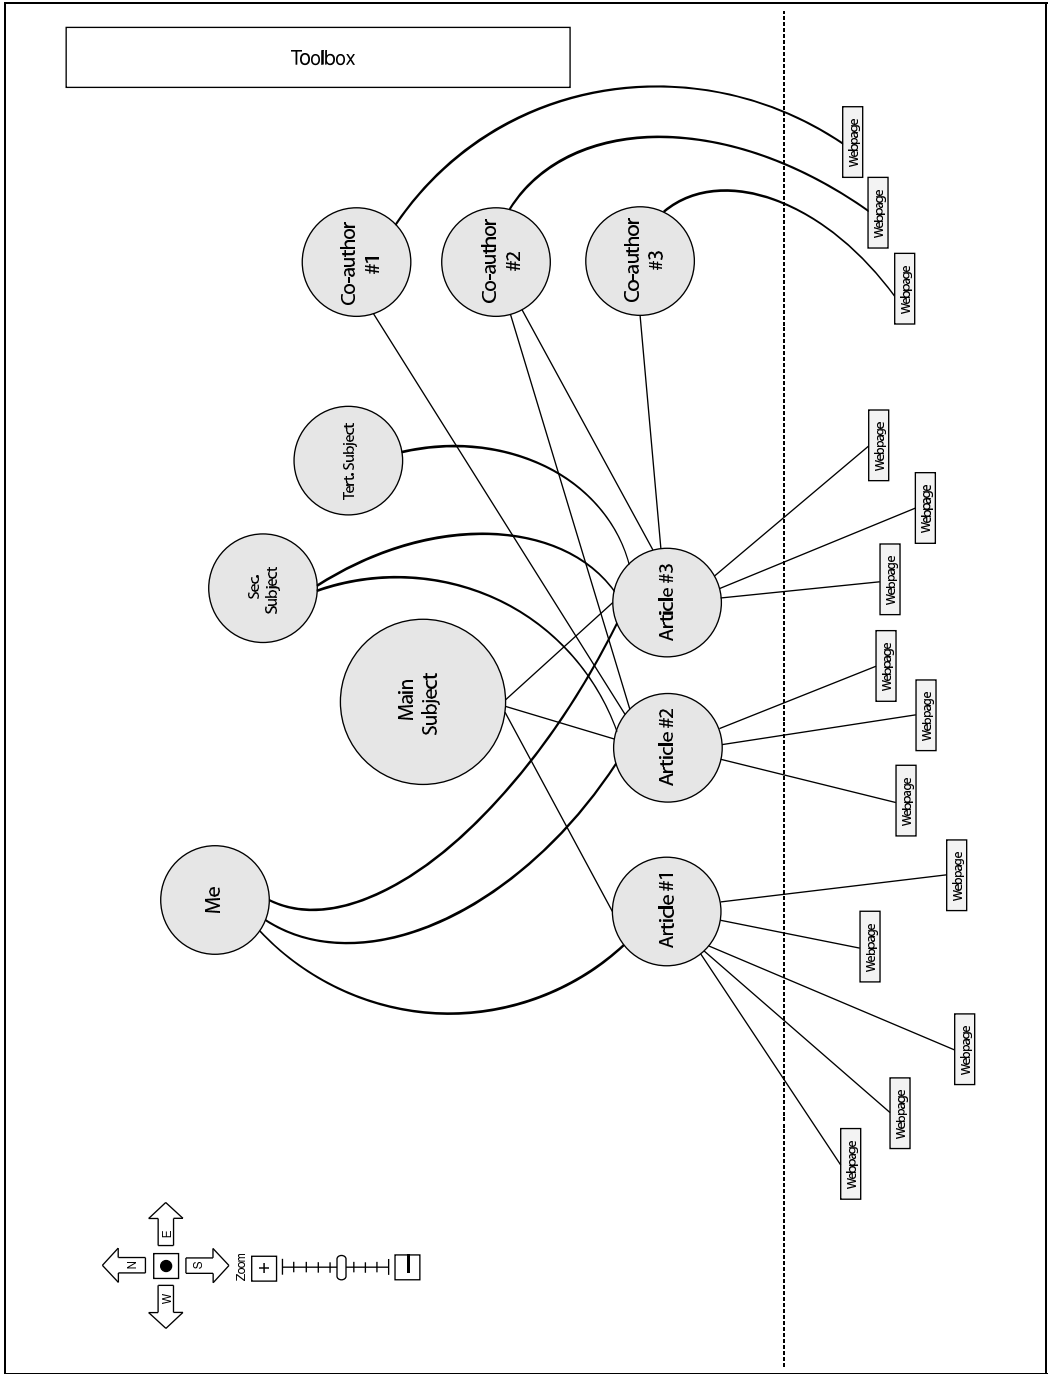 Toolbox
Webpage
Webpage
Webpage
Co-author
#1
Co-author
#2
Co-author
#3
Tert. Subject
Sec.
Subject
Main
Subject
Me
Article #3
Article #2
Article #1
Webpage
Webpage
Webpage
Webpage
Webpage
Webpage
Webpage
Webpage
Webpage
Webpage
Webpage
N
E
S
W
Zoom
+
−